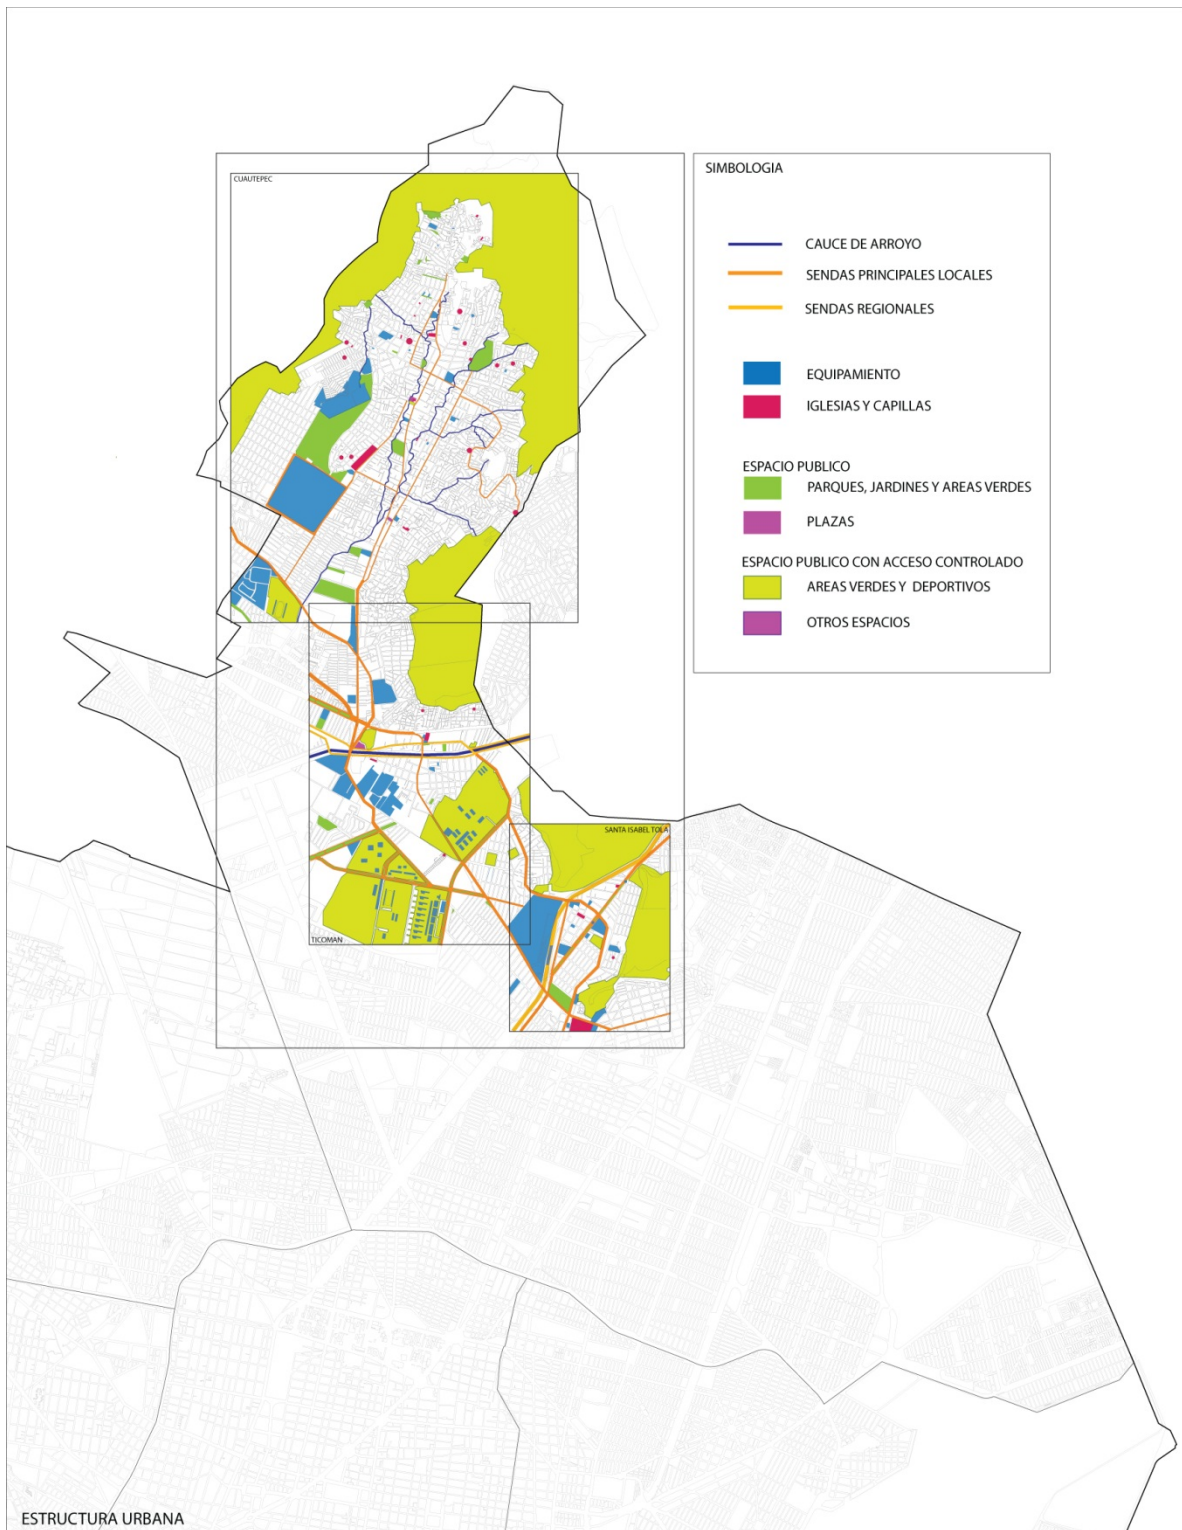 CUAUTEPEC
SIMBOLOGIA
CAUCE DE ARROYO
SENDAS PRINCIPALES LOCALES
SENDAS REGIONALES
EQUIPAMIENTO
IGLESIAS Y CAPILLAS
ESPACIO PUBLICO
PARQUES, JARDINES Y AREAS VERDES
PLAZAS
ESPACIO PUBLICO CON ACCESO CONTROLADO
AREAS VERDES Y DEPORTIVOS
OTROS ESPACIOS
SANTA ISABEL TOLA
TICOMAN
ESTRUCTURA URBANA